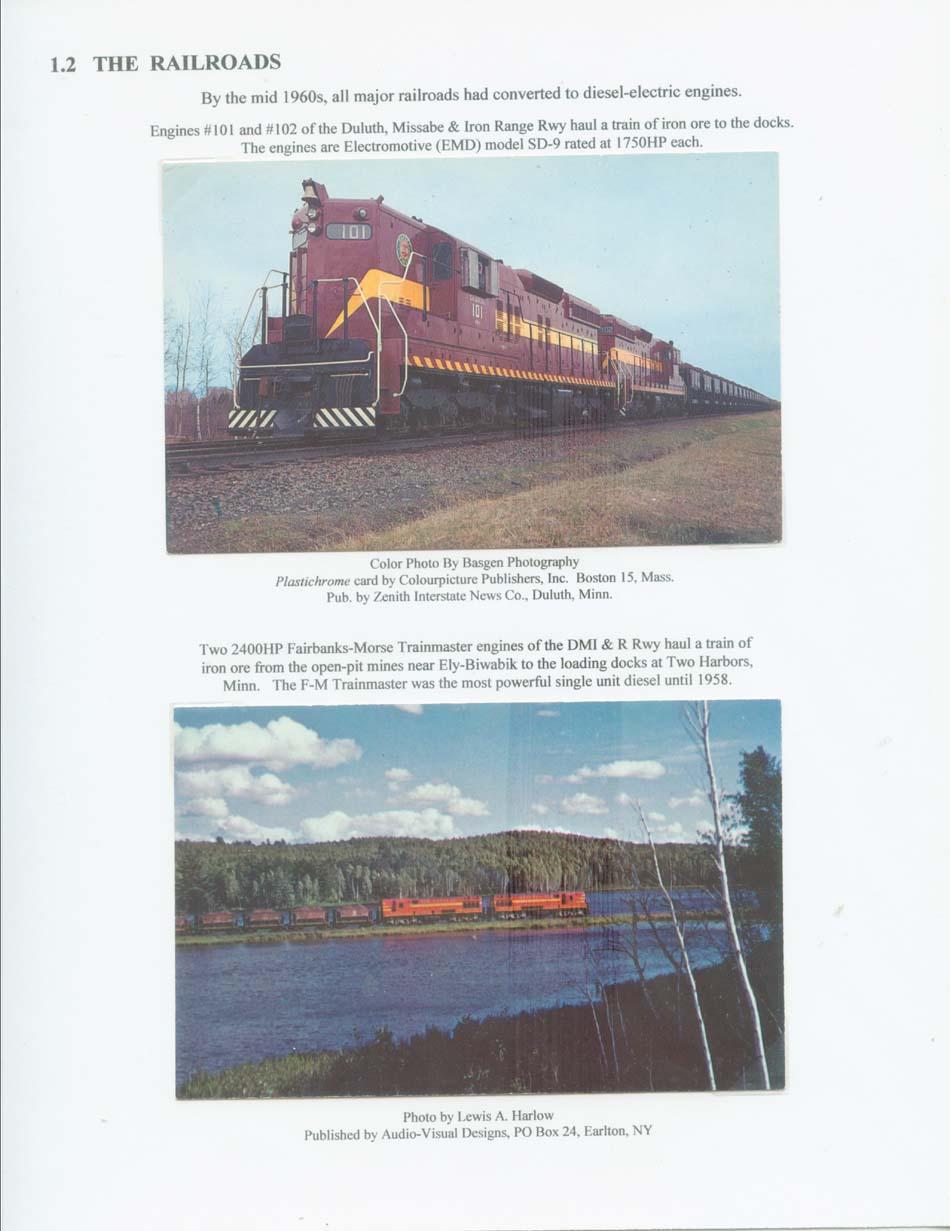 1.2 THE RAILROADS
By the mid 1960s, all major railroads had converted to diesel-electric engines.
Engines #101 and #102 of the Duluth, Missabe & Iron Range Rwy haul a train of iron ore to the docks.
The engines are Electromotive (EMD) model SD-9 rated at 1750HP each.
101
101
Color Photo By Basgen Photography
Plastichrome card by Colourpicture Publishers, Inc. Boston 15, Mass.
Pub. by Zenith Interstate News Co., Duluth, Minn.
Two 2400HP Fairbanks-Morse Trainmaster engines of the DMI & R Rwy haul a train of
iron ore from the open-pit mines near Ely-Biwabik to the loading docks at Two Harbors,
Minn. The F-M Trainmaster was the most powerful single unit diesel until 1958.
Photo by Lewis A. Harlow
Published by Audio-Visual Designs, PO Box 24, Earlton, NY